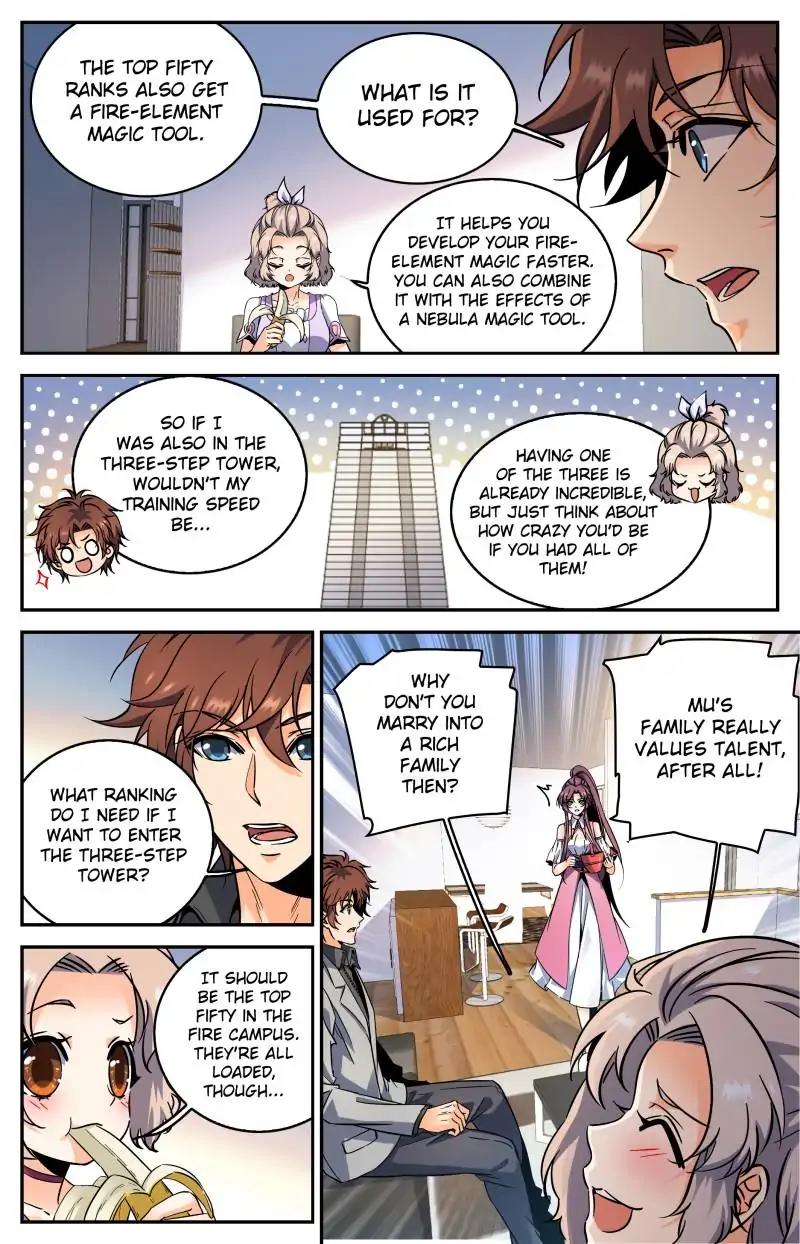 THE TOP FIFTY
RANKS ALSO GET
A FIRE-ELEMENT
MAGIC TOOL.
WHAT IS IT
USED FOR?
IT HELPS YOU
DEVELOP YOUR FIRE-
ELEMENT MAGIC FASTER.
YOU CAN ALSO COMBINE
IT WITH THE EFFECTS OF
A NEBULA MAGIC TOOL.
SO IF I
WAS ALSO IN THE
THREE-STEP TOWER,
WOULDN'T MY
TRAINING SPEED
BE...
HAVING ONE
OF THE THREE IS
ALREADY INCREDIBLE,
BUT JUST THINK ABOUT
HOW CRAZY YOU'D BE
IF YOU HAD ALL OF
THEM!
WHAT RANKING
DO I NEED IF I
WANT TO ENTER
THE THREE-STEP
TOWER?
IT SHOULD
BE THE TOP
FIFTY IN THE
FIRE CAMPUS.
THEY'RE ALL
LOADED,
THOUGH...
WHY
DON'T YOU
MARRY INTO
A RICH
FAMILY
THEN?
MU'S
FAMILY REALLY
VALUES TALENT,
AFTER ALL!